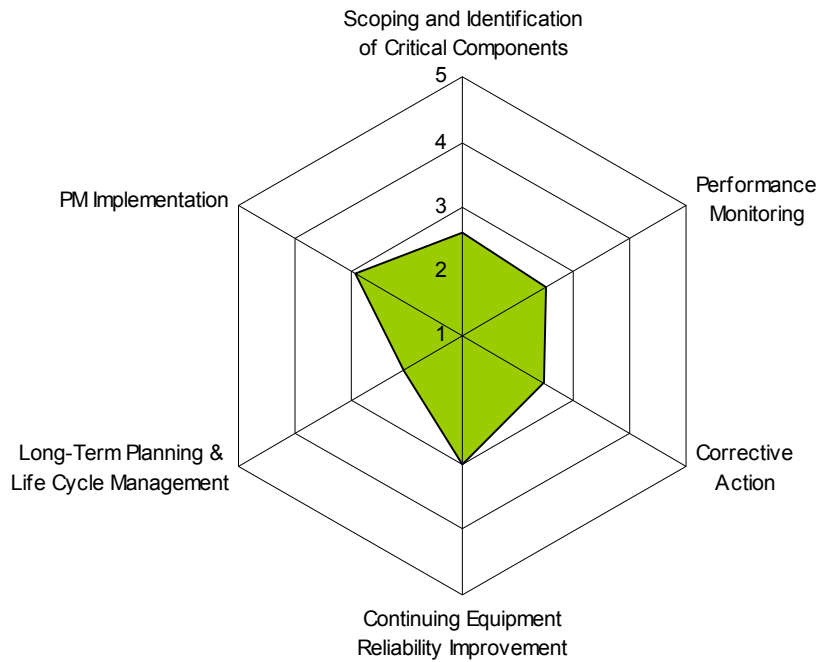 Scoping and Identification
of Critical Components
5
4
3
2
1
Performance
Monitoring
PM Implementation
Long-Term Planning &
Life Cycle Management
Corrective
Action
Continuing Equipment
Reliability Improvement